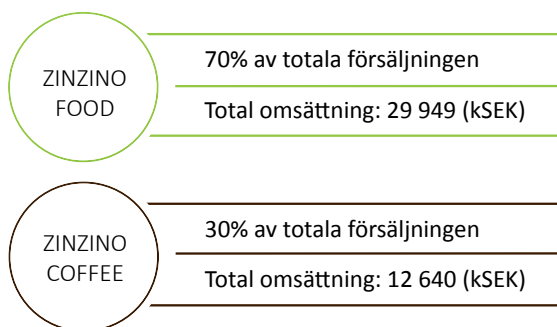 ZINZINO
FOOD
70% av totala försäljningen
Total omsättning: 29 949 (kSEK)
ZINZINO
COFFEE
30% av totala försäljningen
Total omsättning: 12 640 (kSEK)